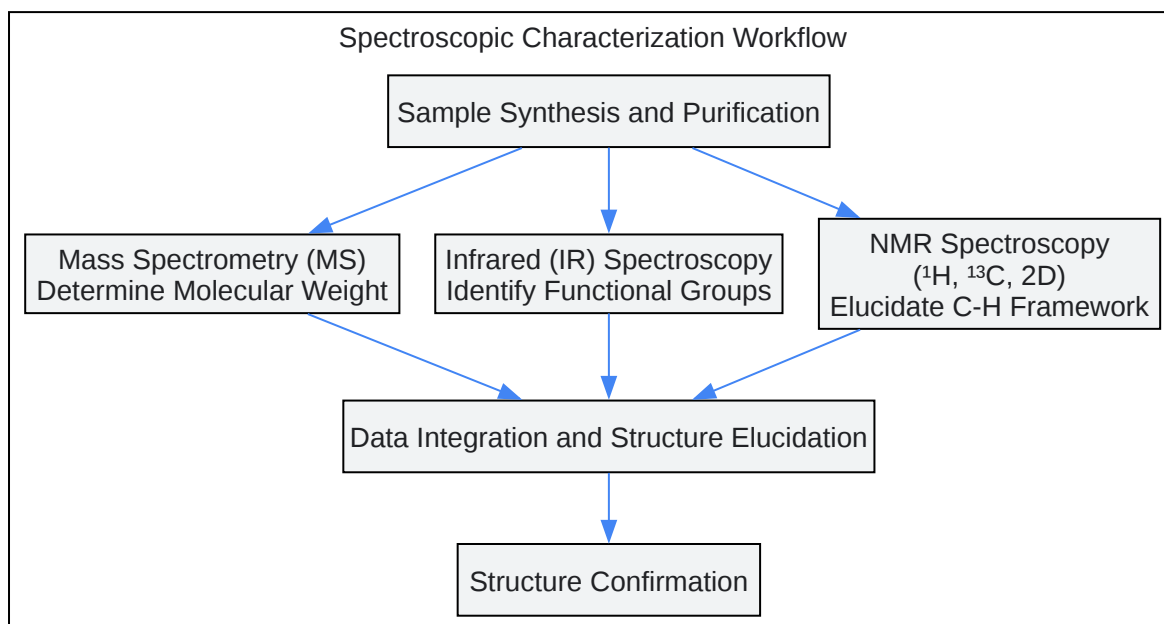 Spectroscopic Characterization Workflow
Sample Synthesis and Purification
Mass Spectrometry (MS)
Determine Molecular Weight
Infrared (IR) Spectroscopy
Identify Functional Groups
NMR Spectroscopy
(¹H, ¹³C, 2D)
Elucidate C-H Framework
Data Integration and Structure Elucidation
Structure Confirmation